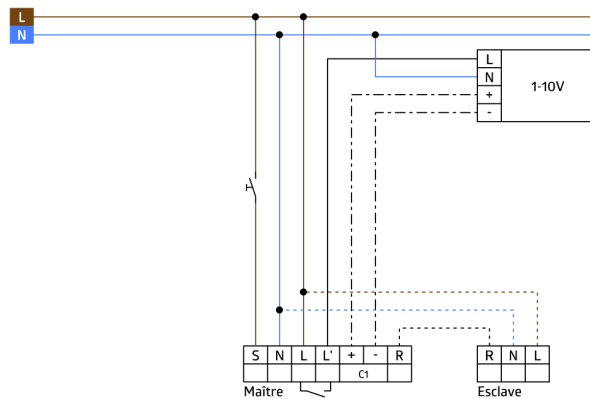 L
N
L
N
+
-
1-10V
S N L L' + - R
C1
Maître
R N L
Esclave